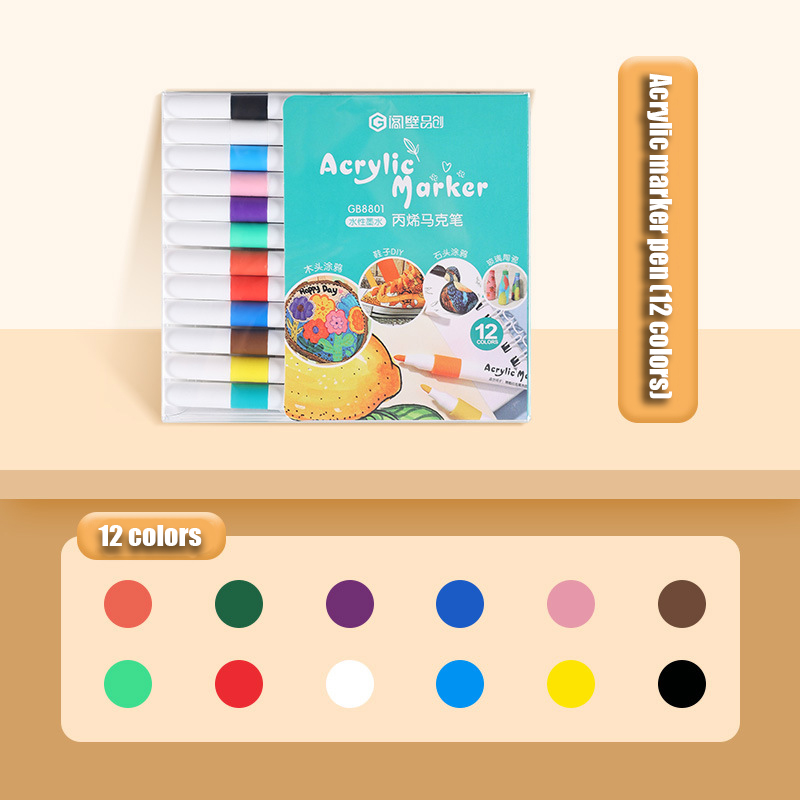 阁壁品创
Acrylic
Marker
GB8801
水性墨水 丙烯马克笔
木头涂鸦
鞋子DIY
石头涂鸦
玻璃陶瓷
Happy Day
12
COLORS
Acrylic Ma
Acrylic marker pen (12 colors)
12 colors